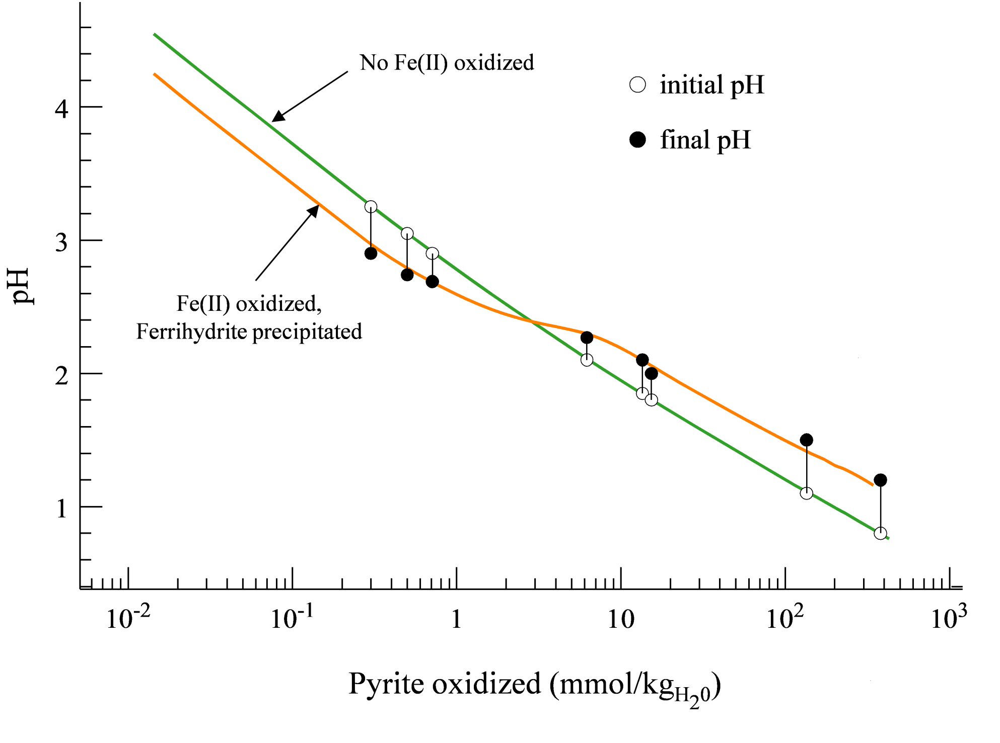 No Fe(II) oxidized
initial pH
final pH
4
3
2
1
pH
Fe(II) oxidized,
Ferrihydrite precipitated
10-2 10-1 1 10 102 103
Pyrite oxidized (mmol/kgH20)